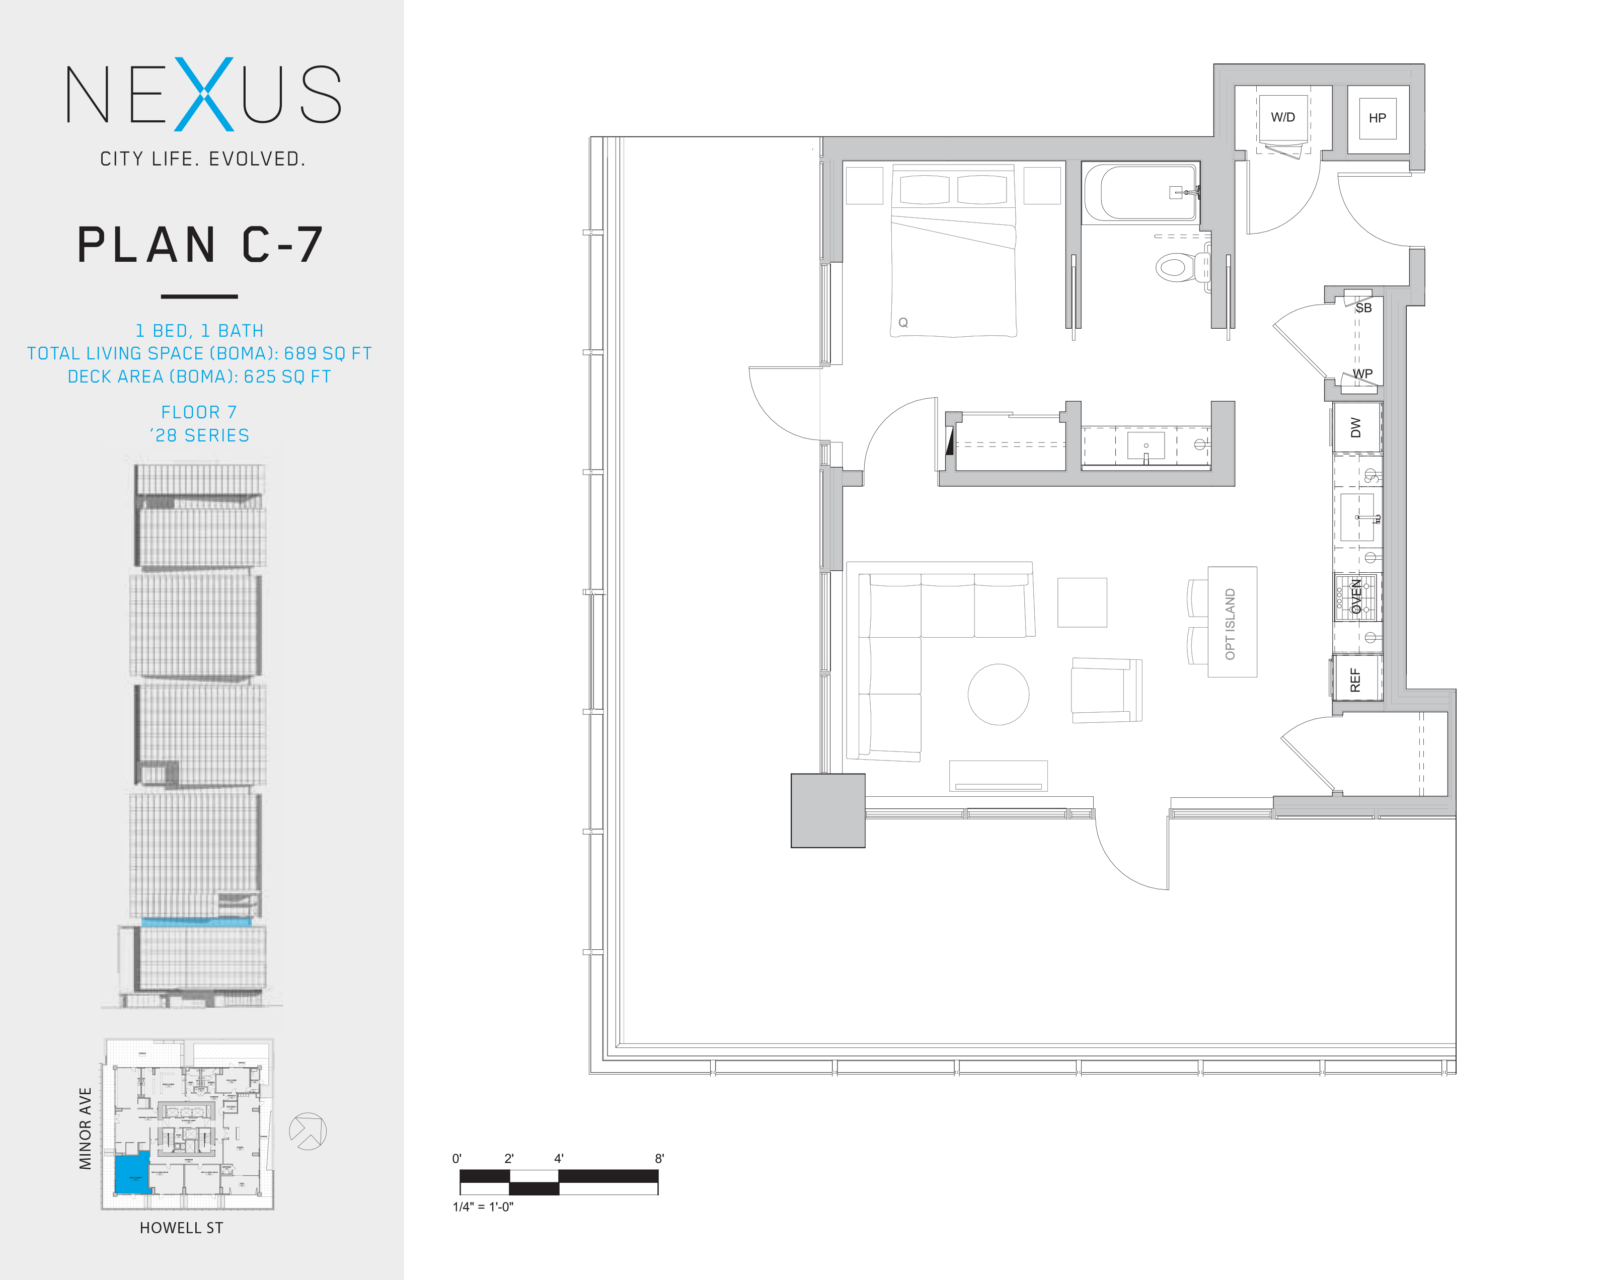 NEXUS
CITY LIFE. EVOLVED.
PLAN C-7
1 BED, 1 BATH
TOTAL LIVING SPACE (BOMA): 689 SQ FT
DECK AREA (BOMA): 625 SQ FT
FLOOR 7
'28 SERIES
MINOR AVE
HOWELL ST
W/D
HP
Q
SB
WP
DW
OVEN
OPT ISLAND
REF
0' 2' 4' 8'
1/4" = 1'-0"